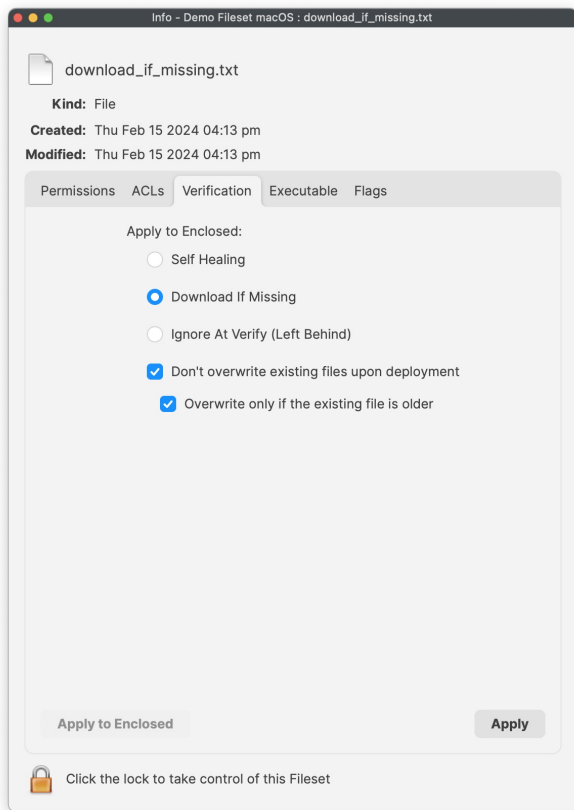 Info - Demo Fileset macOS : download_if_missing.txt
download_if_missing.txt
Kind: File
Created: Thu Feb 15 2024 04:13 pm
Modified: Thu Feb 15 2024 04:13 pm
Permissions ACLs Verification Executable Flags
Apply to Enclosed:
Self Healing
Download If Missing
Ignore At Verify (Left Behind)
Don't overwrite existing files upon deployment
Overwrite only if the existing file is older
Apply to Enclosed Apply
Click the lock to take control of this Fileset